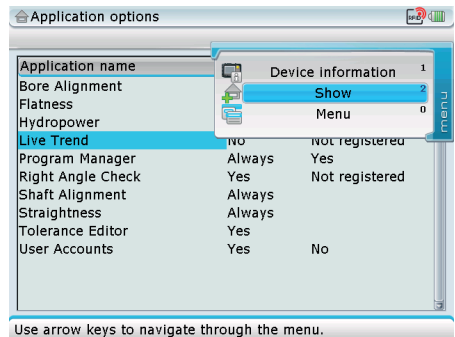 Application options
RFID
Application name
Device information 1
Show 2
Menu 0
menu
Bore Alignment
Flatness
Hydropower
Live Trend No Not registered
Program Manager Always Yes
Right Angle Check Yes Not registered
Shaft Alignment Always
Straightness Always
Tolerance Editor Yes
User Accounts Yes No
Use arrow keys to navigate through the menu.